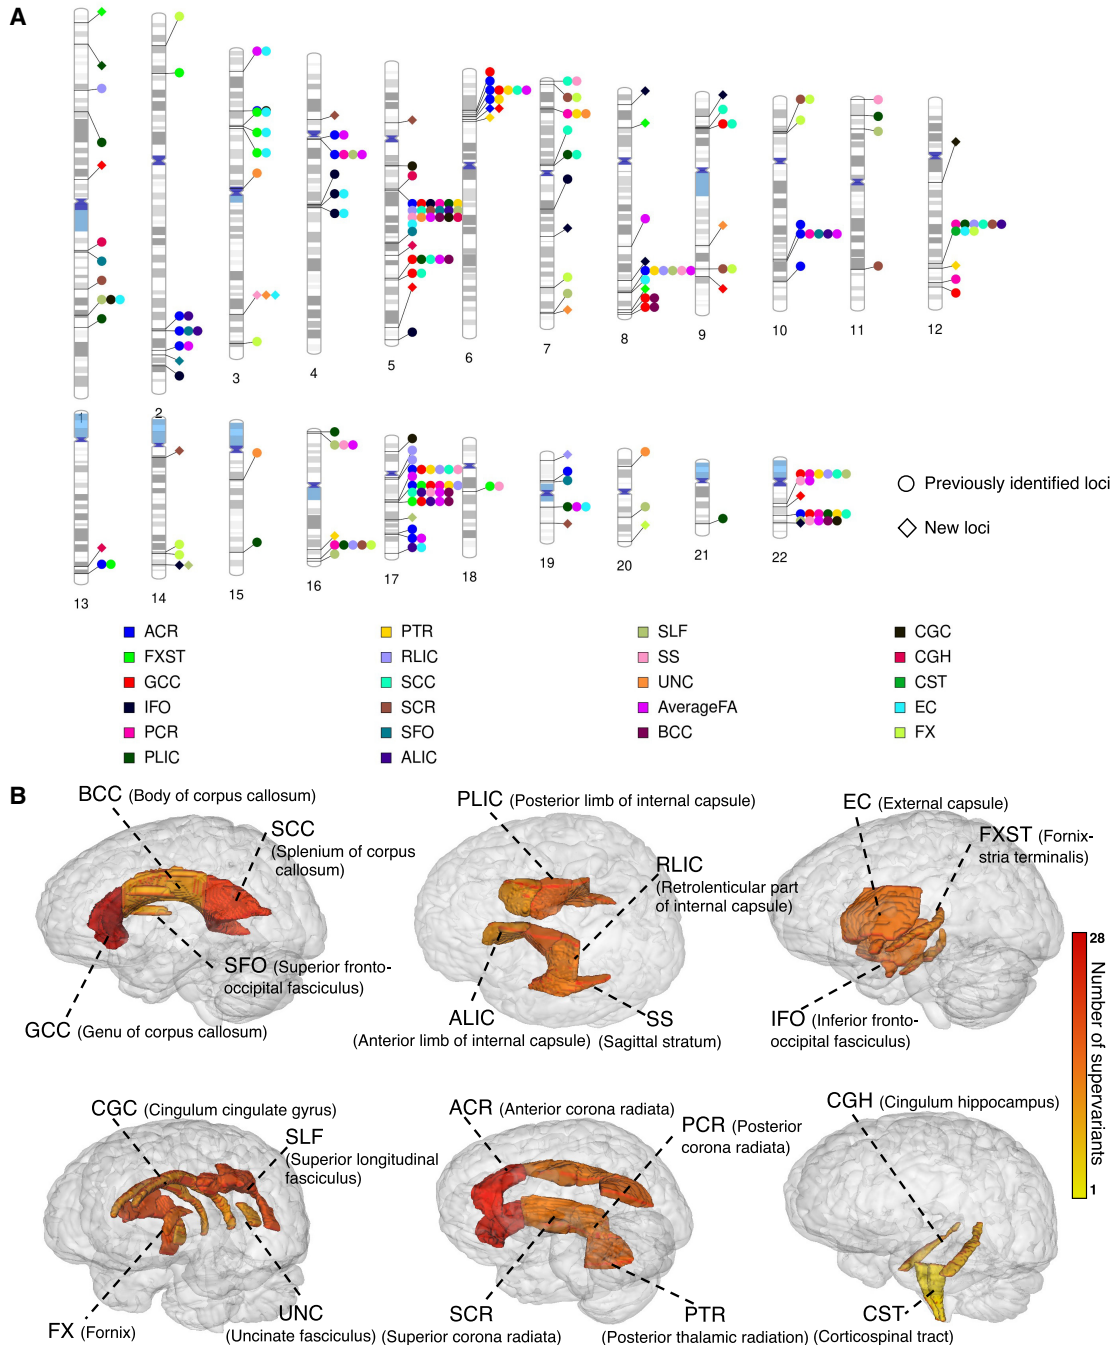 A
1
2
3
4
5
6
7
8
9
10
11
12
Previously identified loci
New loci
13
14
15
16
17
18
19
20
21
22
ACR
FXST
GCC
IFO
PCR
PLIC
PTR
RLIC
SCC
SCR
SFO
ALIC
SLF
SS
UNC
AverageFA
BCC
CGC
CGH
CST
EC
FX
B
BCC (Body of corpus callosum)
SCC
(Splenium of corpus
callosum)
SFO (Superior fronto-
occipital fasciculus)
GCC (Genu of corpus callosum)
PLIC (Posterior limb of internal capsule)
RLIC
(Retrolenticular part
of internal capsule)
ALIC
(Anterior limb of internal capsule)
SS
(Sagittal stratum)
EC (External capsule)
FXST (Fornix-
stria terminalis)
IFO (Inferior fronto-
occipital fasciculus)
28
Number of supervariants
1
CGC (Cingulum cingulate gyrus)
SLF
(Superior longitudinal
fasciculus)
FX (Fornix)
UNC
(Uncinate fasciculus)
ACR (Anterior corona radiata)
PCR (Posterior
corona radiata)
SCR
(Superior corona radiata)
PTR
(Posterior thalamic radiation)
CGH (Cingulum hippocampus)
CST
(Corticospinal tract)